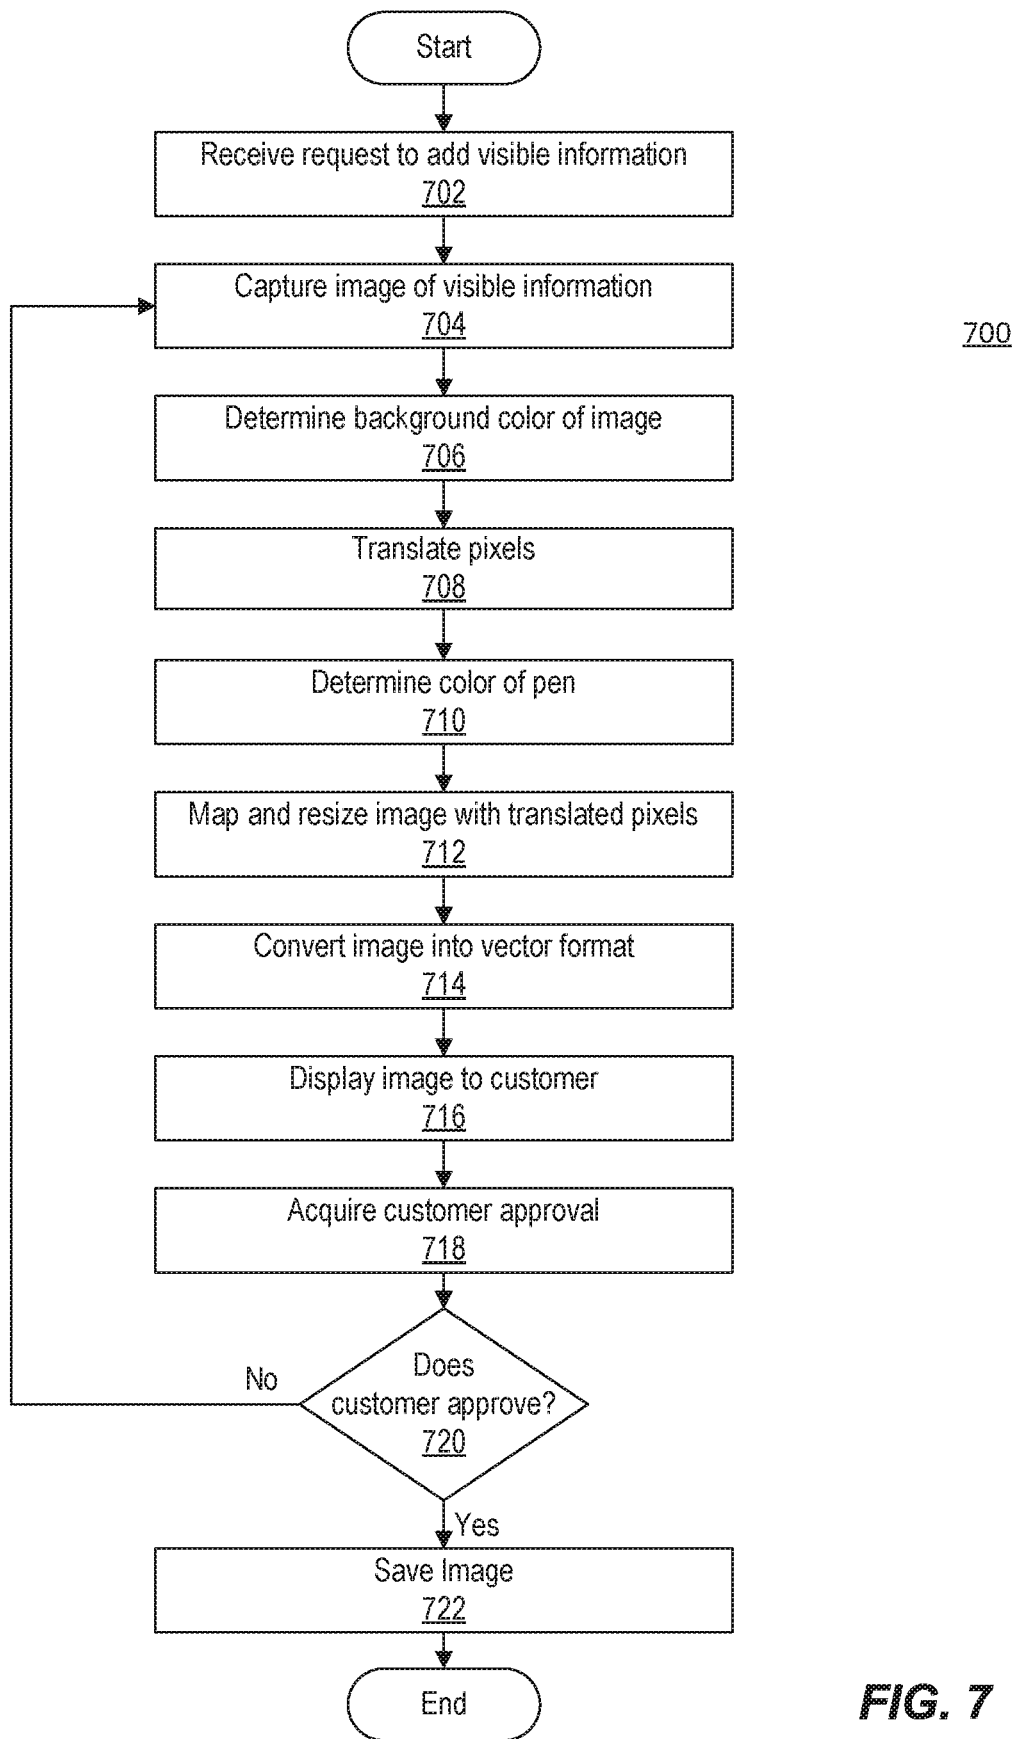 Start
Receive request to add visible information
702
Capture image of visible information
704
700
Determine background color of image
706
Translate pixels
708
Determine color of pen
710
Map and resize image with translated pixels
712
Convert image into vector format
714
Display image to customer
716
Acquire customer approval
718
Does
customer approve?
720
No
Yes
Save Image
722
End
FIG. 7